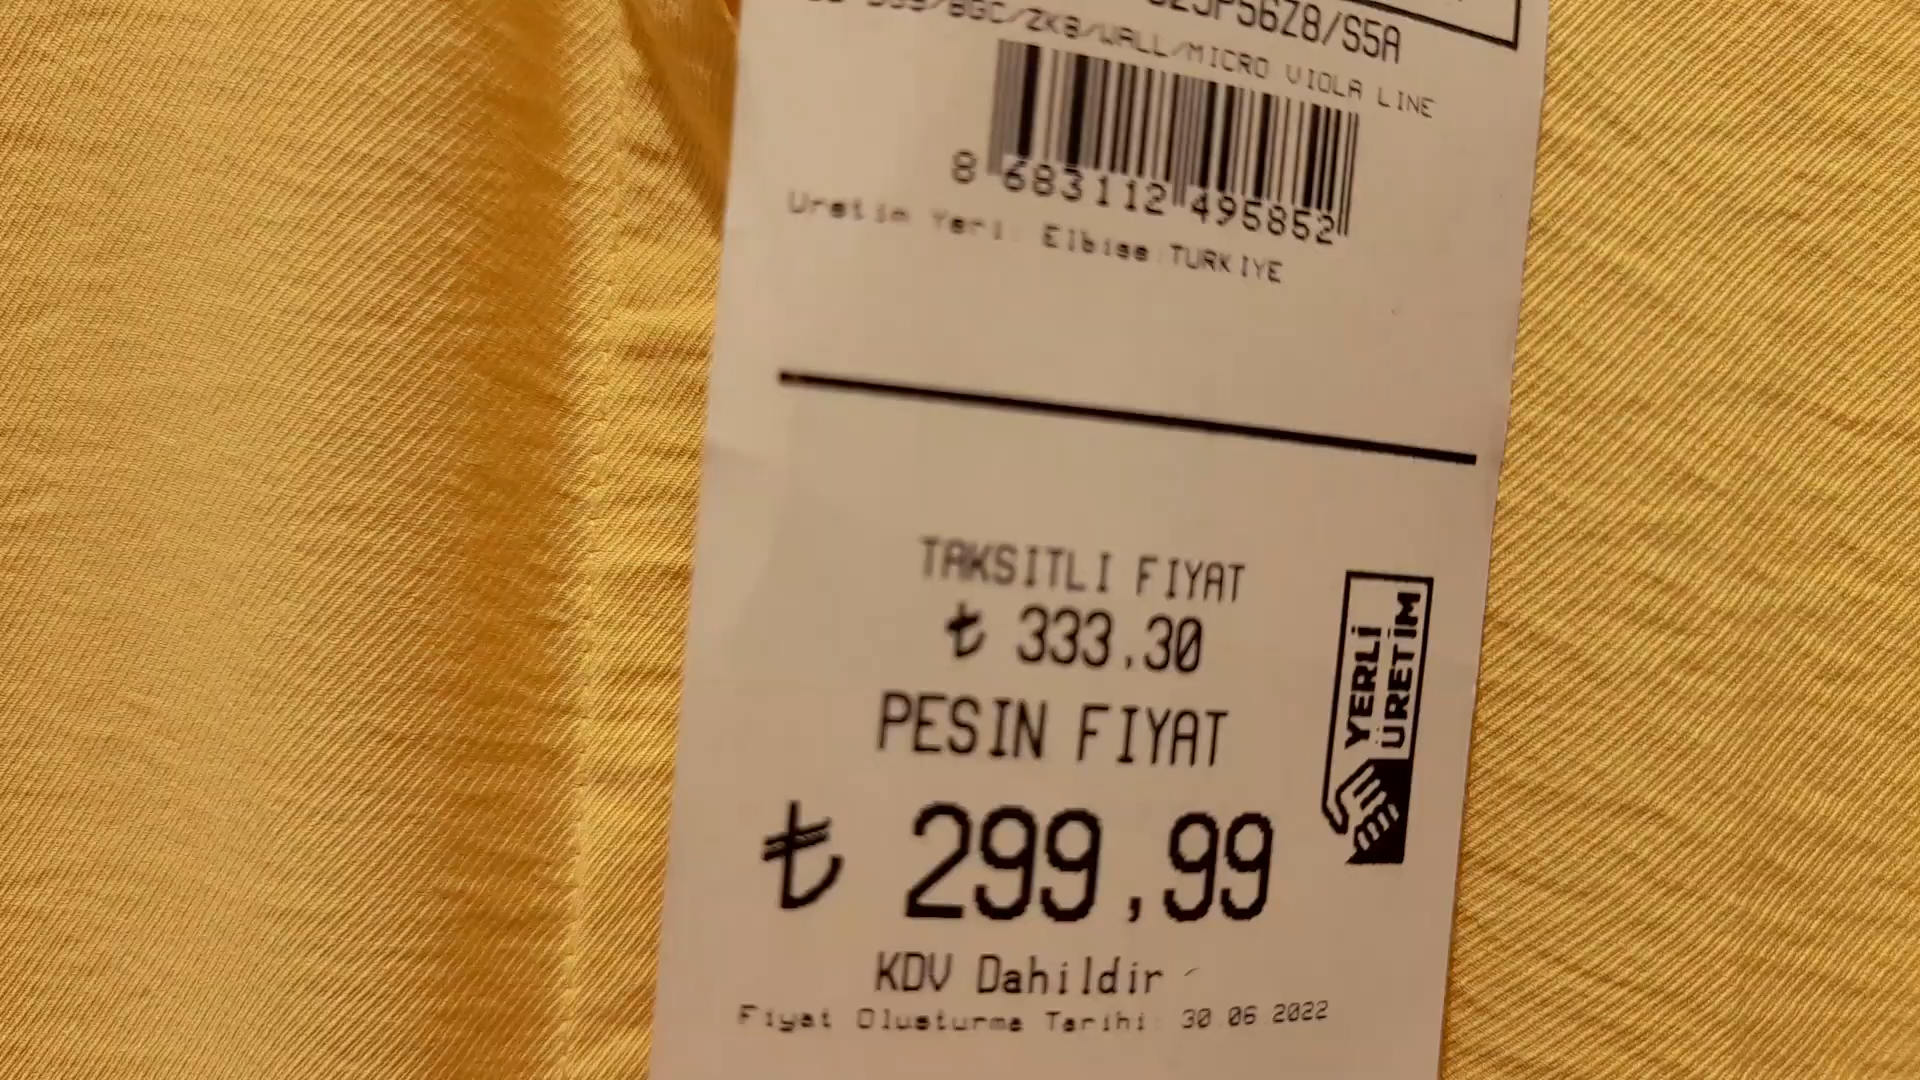 S5A
ZK8/WALL/MICRO VIOLA LINE
8 683112 495852
Uretim Yeri: Elbise:TURKIYE
TAKSITLI FIYAT
₺ 333,30
PESIN FIYAT
₺ 299,99
KDV Dahildir
Fiyat Olusturma Tarihi: 30.06.2022
YERLİ
ÜRETİM